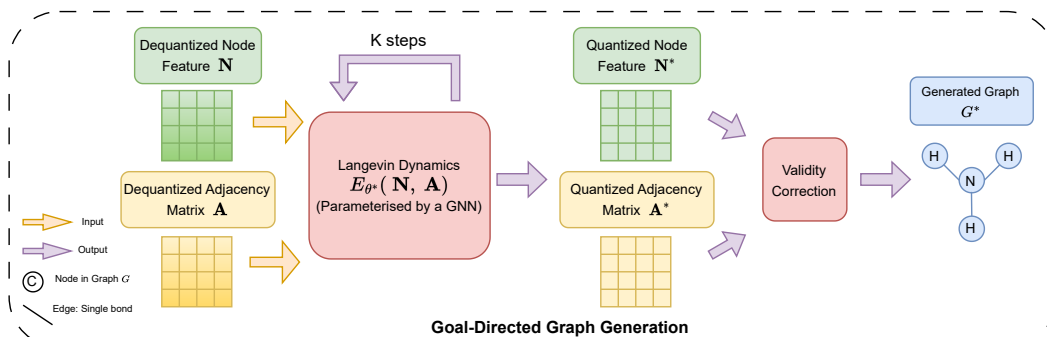 K steps
Dequantized Node
Feature N
Quantized Node
Feature N*
Generated Graph
G*
Langevin Dynamics
E_θ*( N, A)
(Parameterised by a GNN)
Validity
Correction
H
H
N
H
Dequantized Adjacency
Matrix A
Quantized Adjacency
Matrix A*
Input
Output
C
Node in Graph G
Edge: Single bond
Goal-Directed Graph Generation